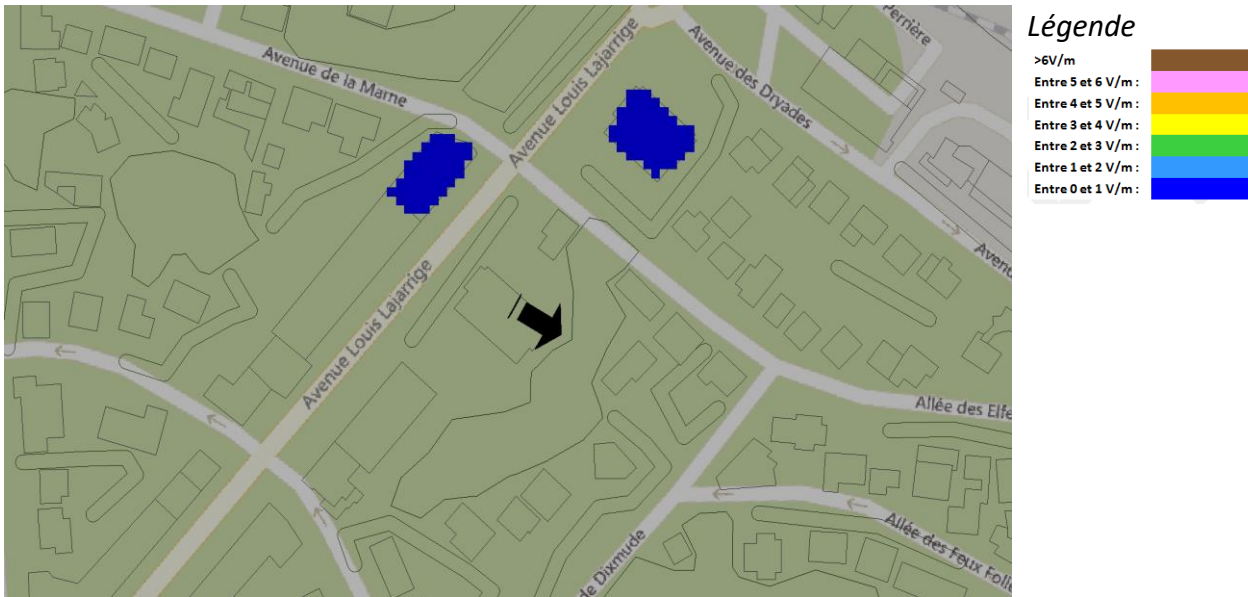 Légende
>6V/m
Entre 5 et 6 V/m :
Entre 4 et 5 V/m :
Entre 3 et 4 V/m :
Entre 2 et 3 V/m :
Entre 1 et 2 V/m :
Entre 0 et 1 V/m :
Perrière
Avenue de la Marne
Avenue Louis Lajarrige
Avenue des Dryades
Avenu
Avenue Louis Lajarrige
Allée des Elfe
Allée des Feux Folle
de Dixmude